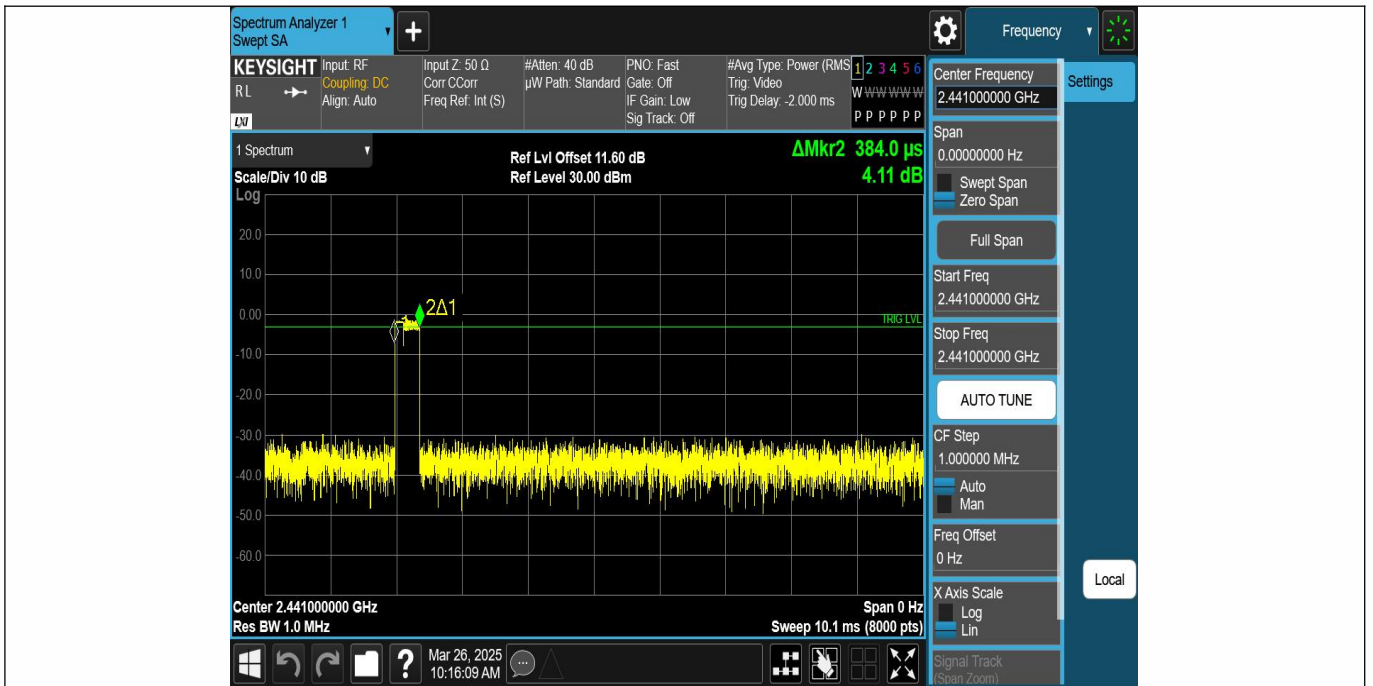 Spectrum Analyzer 1
Swept SA
+
Frequency
KEYSIGHT
RL
LXI
Input: RF
Coupling: DC
Align: Auto
Input Z: 50 Ω
Corr CCorr
Freq Ref: Int (S)
#Atten: 40 dB
µW Path: Standard
PNO: Fast
Gate: Off
IF Gain: Low
Sig Track: Off
#Avg Type: Power (RMS
Trig: Video
Trig Delay: -2.000 ms
1 2 3 4 5 6
W W W W W W
P P P P P P
1 Spectrum
Scale/Div 10 dB
Log
Ref Lvl Offset 11.60 dB
Ref Level 30.00 dBm
ΔMkr2 384.0 µs
4.11 dB
20.0
10.0
0.00
-10.0
-20.0
-30.0
-40.0
-50.0
-60.0
2Δ1
TRIG LVL
Center 2.441000000 GHz
Res BW 1.0 MHz
Span 0 Hz
Sweep 10.1 ms (8000 pts)
Center Frequency
2.441000000 GHz
Settings
Span
0.00000000 Hz
Swept Span
Zero Span
Full Span
Start Freq
2.441000000 GHz
Stop Freq
2.441000000 GHz
AUTO TUNE
CF Step
1.000000 MHz
Auto
Man
Freq Offset
0 Hz
X Axis Scale
Log
Lin
Signal Track
(Span Zoom)
Local
?
Mar 26, 2025
10:16:09 AM